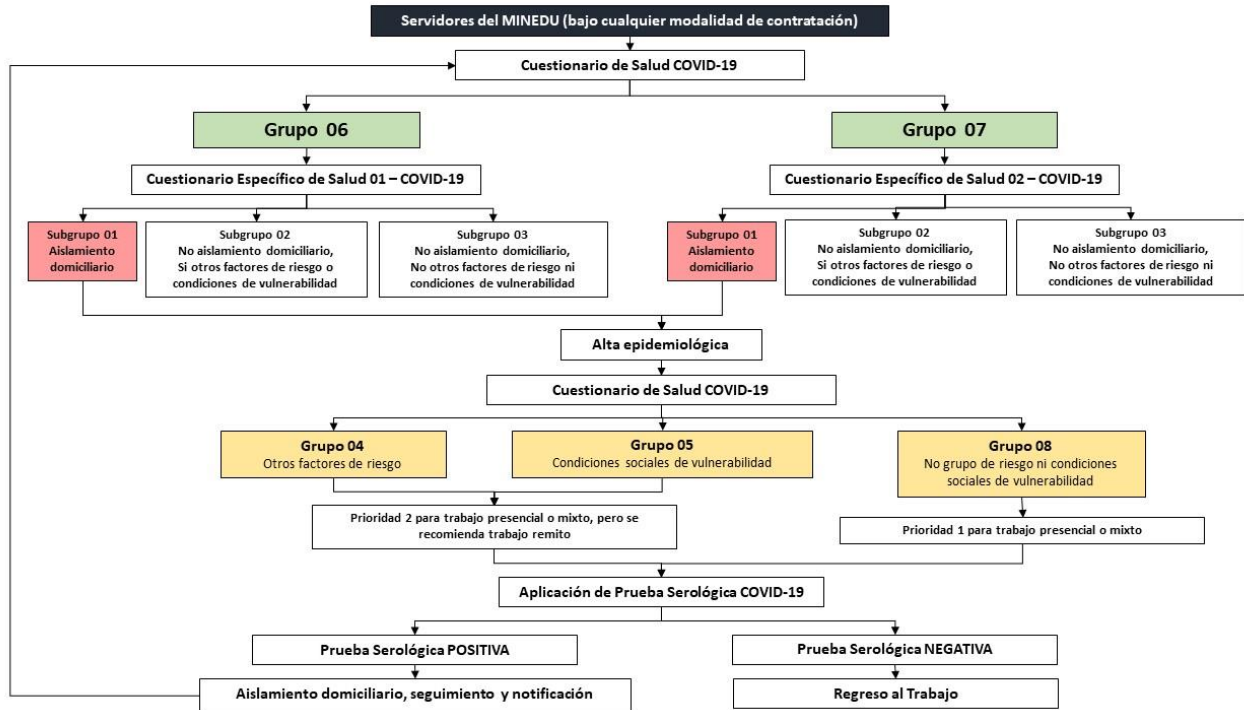 Servidores del MINEDU (bajo cualquier modalidad de contratación)
Cuestionario de Salud COVID-19
Grupo 06
Grupo 07
Cuestionario Específico de Salud 01 – COVID-19
Cuestionario Específico de Salud 02 – COVID-19
Subgrupo 01
Aislamiento
domiciliario
Subgrupo 02
No aislamiento domiciliario,
Si otros factores de riesgo o
condiciones de vulnerabilidad
Subgrupo 03
No aislamiento domiciliario,
No otros factores de riesgo ni
condiciones de vulnerabilidad
Subgrupo 01
Aislamiento
domiciliario
Subgrupo 02
No aislamiento domiciliario,
Si otros factores de riesgo o
condiciones de vulnerabilidad
Subgrupo 03
No aislamiento domiciliario,
No otros factores de riesgo ni
condiciones de vulnerabilidad
Alta epidemiológica
Cuestionario de Salud COVID-19
Grupo 04
Otros factores de riesgo
Grupo 05
Condiciones sociales de vulnerabilidad
Grupo 08
No grupo de riesgo ni condiciones
sociales de vulnerabilidad
Prioridad 2 para trabajo presencial o mixto, pero se
recomienda trabajo remito
Prioridad 1 para trabajo presencial o mixto
Aplicación de Prueba Serológica COVID-19
Prueba Serológica POSITIVA
Prueba Serológica NEGATIVA
Aislamiento domiciliario, seguimiento y notificación
Regreso al Trabajo